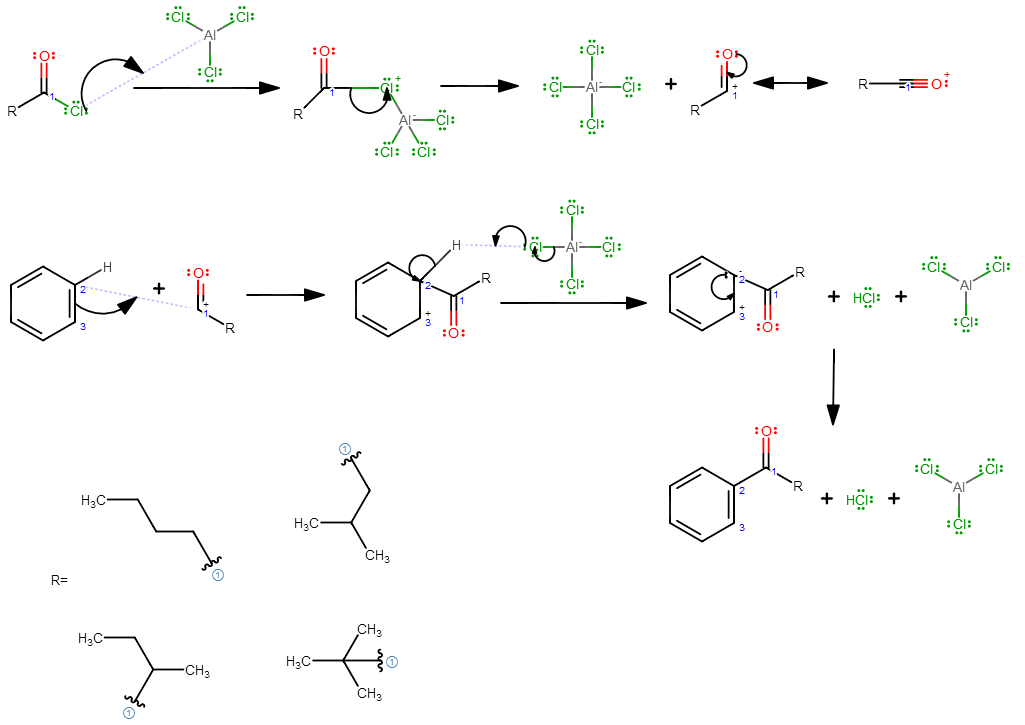 O Cl Al Cl O Cl + Cl O O +
R 1 Cl Cl 1 Cl Al - Cl + 1 R 1 O
R Al - Cl Cl R
Cl Cl
H O H Cl Al - Cl Cl R O R Cl Al Cl
2 + + 1 2 R Cl - 2 1 + HCl + Cl
3 R + 3 1 O + 3 O
O
1 R Cl Al Cl
2 + HCl + Cl
3
1
H3C H3C CH3
1
R=
H3C CH3 H3C CH3 1
1 CH3